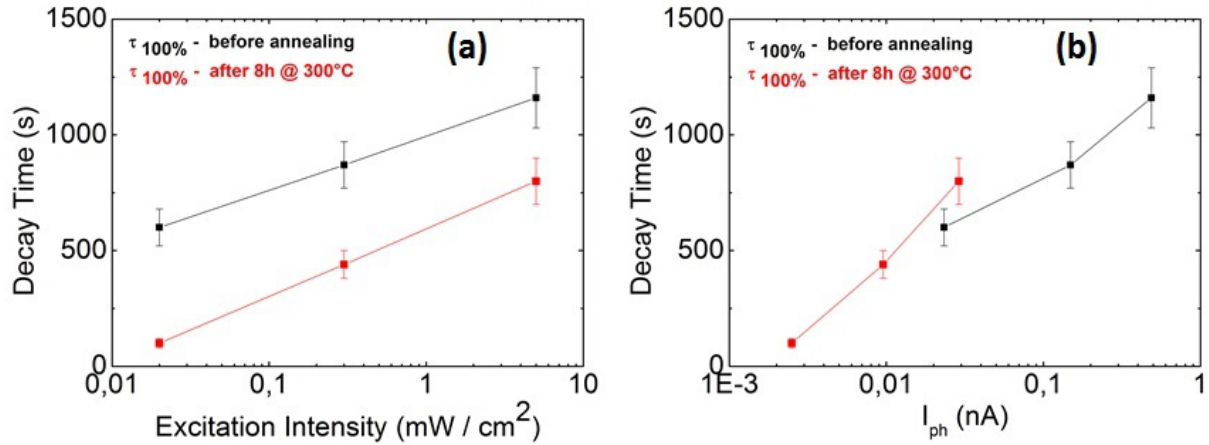 1500
τ 100% - before annealing
τ 100% - after 8h @ 300°C
(a)
1000
500
0
Decay Time (s)
0,01
0,1
1
10
Excitation Intensity (mW / cm²)
1500
τ 100% - before annealing
τ 100% - after 8h @ 300°C
(b)
1000
500
0
Decay Time (s)
1E-3
0,01
0,1
1
I_ph (nA)